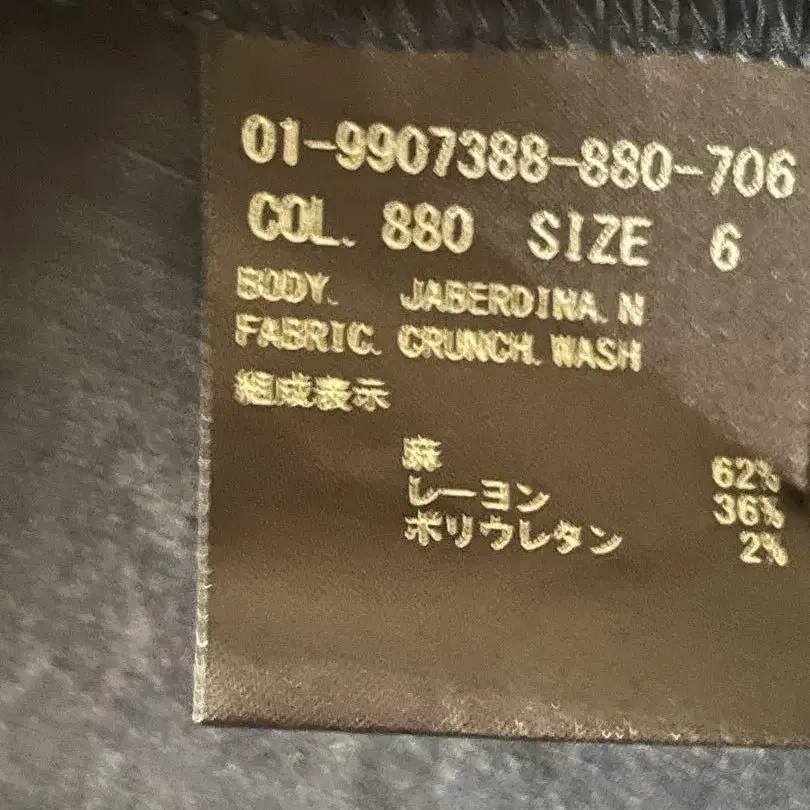 01-9907388-880-706
COL. 880 SIZE 6
BODY. JABERDINA.N
FABRIC. CRUNCH.WASH
組成表示
麻 62%
レーヨン 36%
ポリウレタン 2%